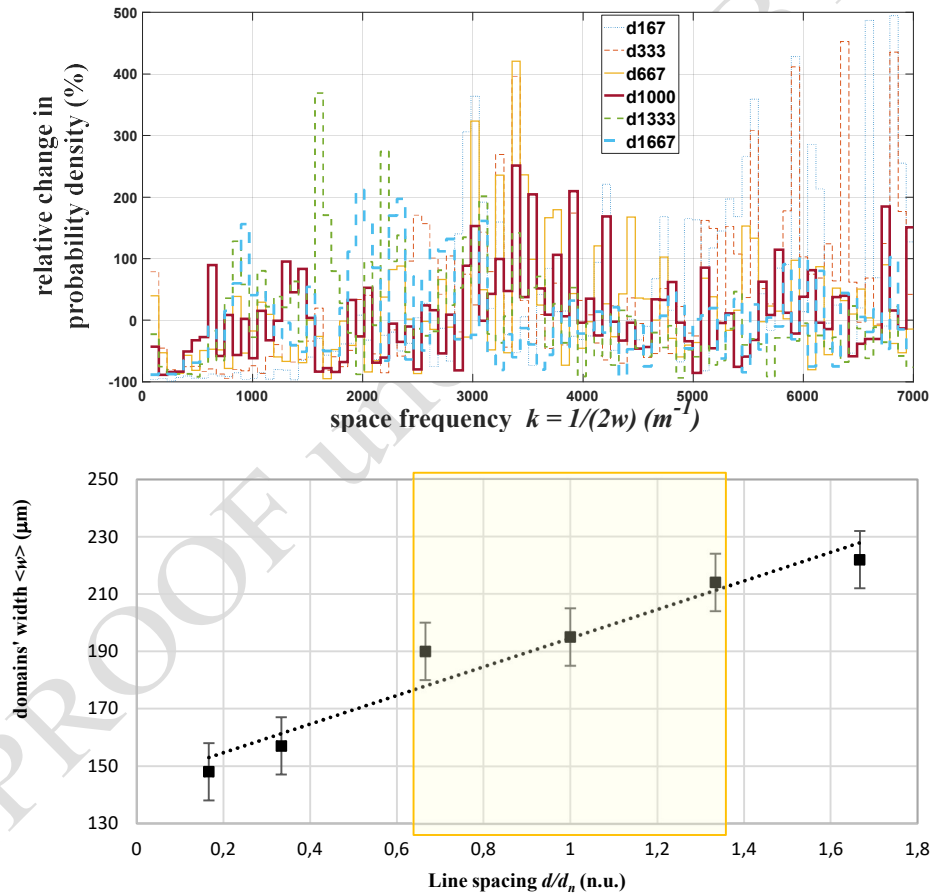 500
400
300
200
100
0
-100
relative change in
probability density (%)
d167
d333
d667
d1000
d1333
d1667
0
1000
2000
3000
4000
5000
6000
7000
space frequency k = 1/(2w) (m⁻¹)
250
230
210
190
170
150
130
domains' width <w> (μm)
0
0,2
0,4
0,6
0,8
1
1,2
1,4
1,6
1,8
Line spacing d/dₙ (n.u.)
PROOF